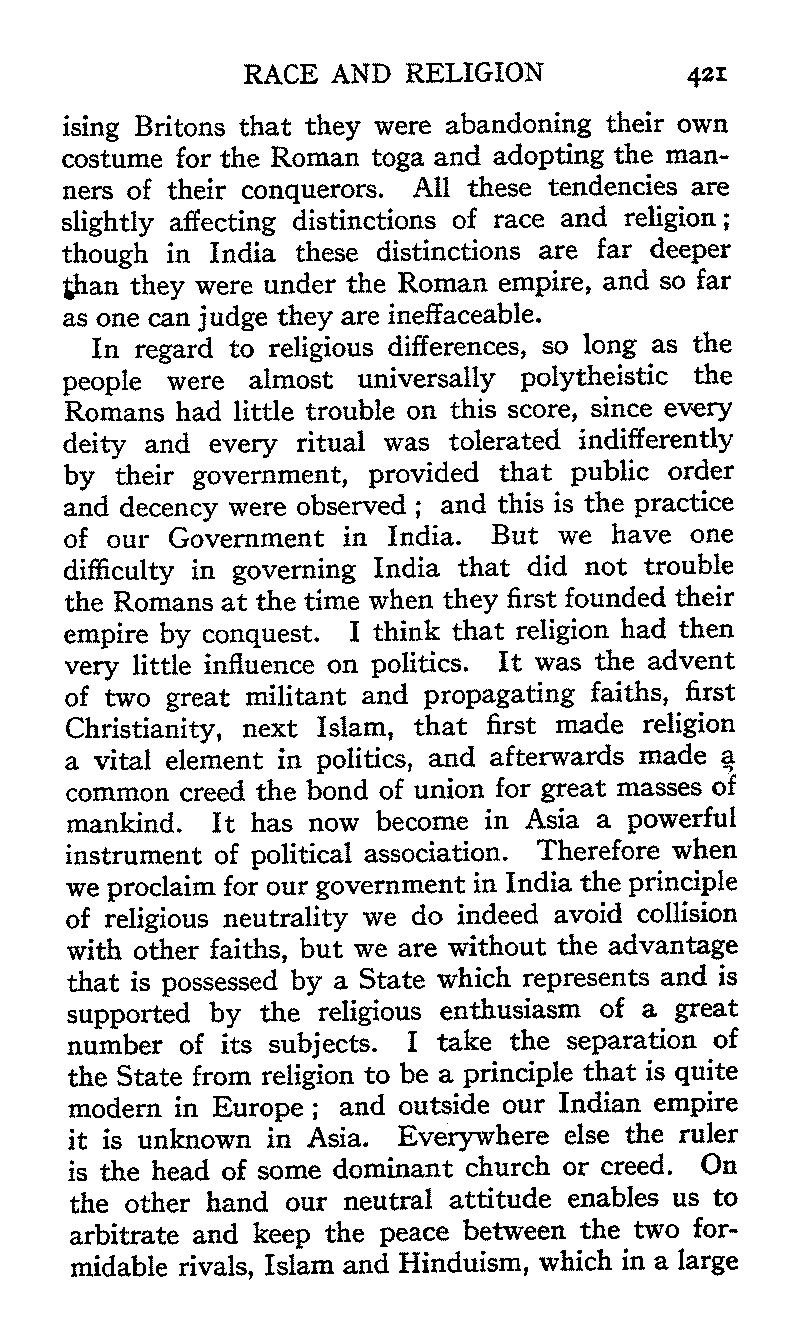 RACE AND RELIGION 421
ising Britons that they were abandoning their own
costume for the Roman toga and adopting the man-
ners of their conquerors. All these tendencies are
slightly affecting distinctions of race and religion;
though in India these distinctions are far deeper
than they were under the Roman empire, and so far
as one can judge they are ineffaceable.
In regard to religious differences, so long as the
people were almost universally polytheistic the
Romans had little trouble on this score, since every
deity and every ritual was tolerated indifferently
by their government, provided that public order
and decency were observed ; and this is the practice
of our Government in India. But we have one
difficulty in governing India that did not trouble
the Romans at the time when they first founded their
empire by conquest. I think that religion had then
very little influence on politics. It was the advent
of two great militant and propagating faiths, first
Christianity, next Islam, that first made religion
a vital element in politics, and afterwards made a
common creed the bond of union for great masses of
mankind. It has now become in Asia a powerful
instrument of political association. Therefore when
we proclaim for our government in India the principle
of religious neutrality we do indeed avoid collision
with other faiths, but we are without the advantage
that is possessed by a State which represents and is
supported by the religious enthusiasm of a great
number of its subjects. I take the separation of
the State from religion to be a principle that is quite
modern in Europe ; and outside our Indian empire
it is unknown in Asia. Everywhere else the ruler
is the head of some dominant church or creed. On
the other hand our neutral attitude enables us to
arbitrate and keep the peace between the two for-
midable rivals, Islam and Hinduism, which in a large